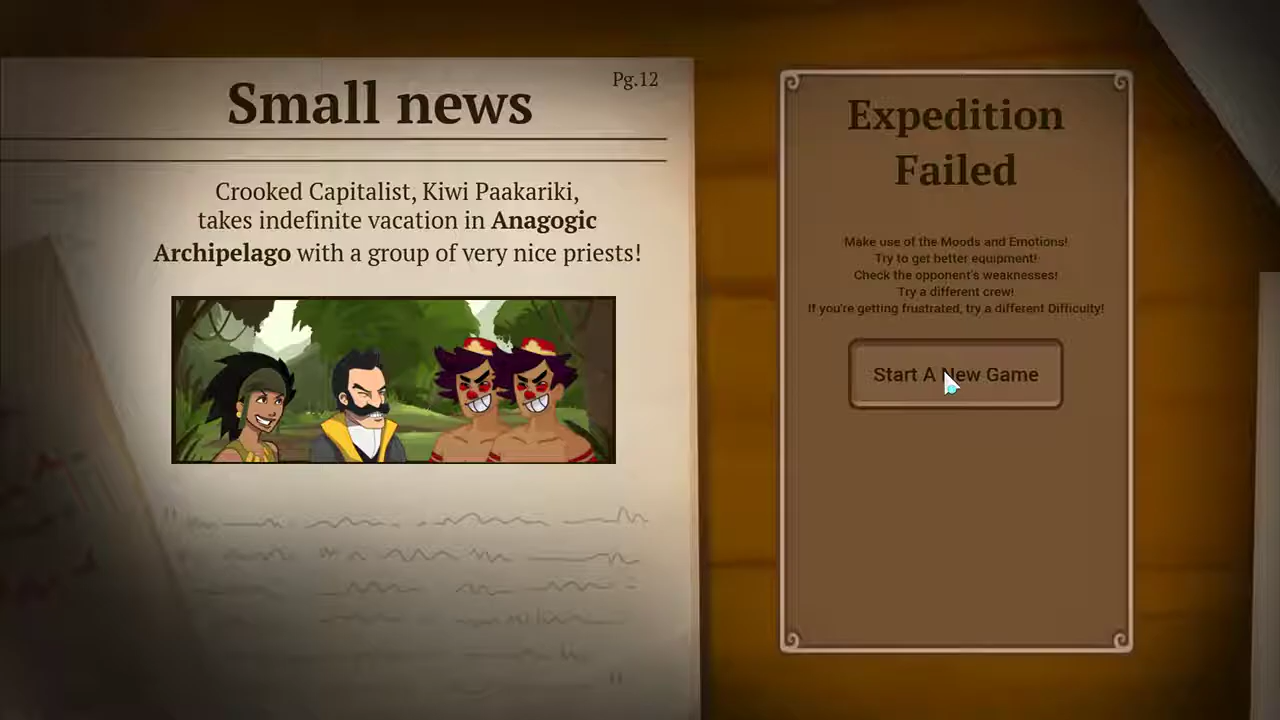 Pg.12
Small news
Crooked Capitalist, Kiwi Paakariki,
takes indefinite vacation in Anagogic
Archipelago with a group of very nice priests!
Expedition
Failed
Make use of the Moods and Emotions!
Try to get better equipment!
Check the opponent's weaknesses!
Try a different crew!
If you're getting frustrated, try a different Difficulty!
Start A New Game